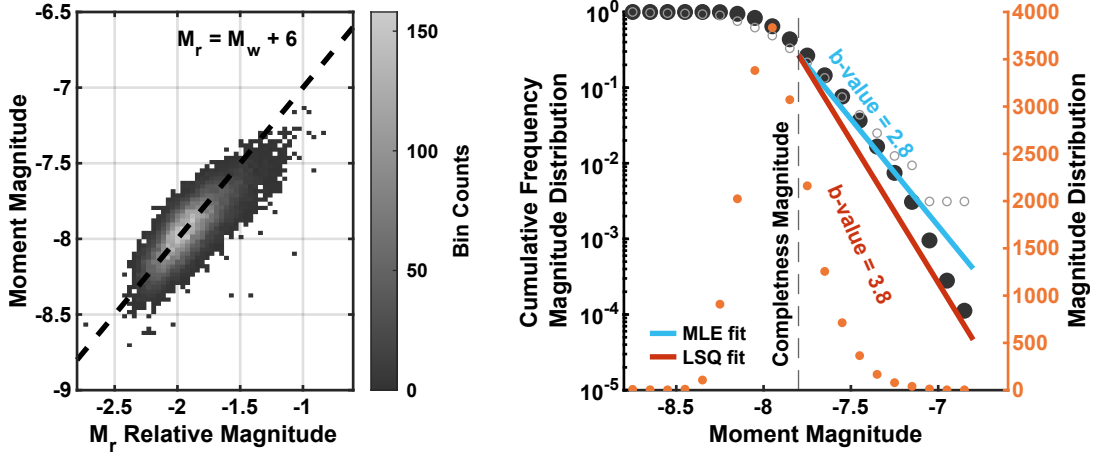 M_r = M_w + 6
-6
-6.5
-7
-7.5
-8
-8.5
-9
Moment Magnitude
-2.5
-2
-1.5
-1
M_r Relative Magnitude
150
100
50
0
Bin Counts
10^0
10^-1
10^-2
10^-3
10^-4
10^-5
Cumulative Frequency
Magnitude Distribution
b-value = 2.8
b-value = 3.8
Completness Magnitude
MLE fit
LSQ fit
-8.5
-8
-7.5
-7
Moment Magnitude
4000
3500
3000
2500
2000
1500
1000
500
0
Magnitude Distribution